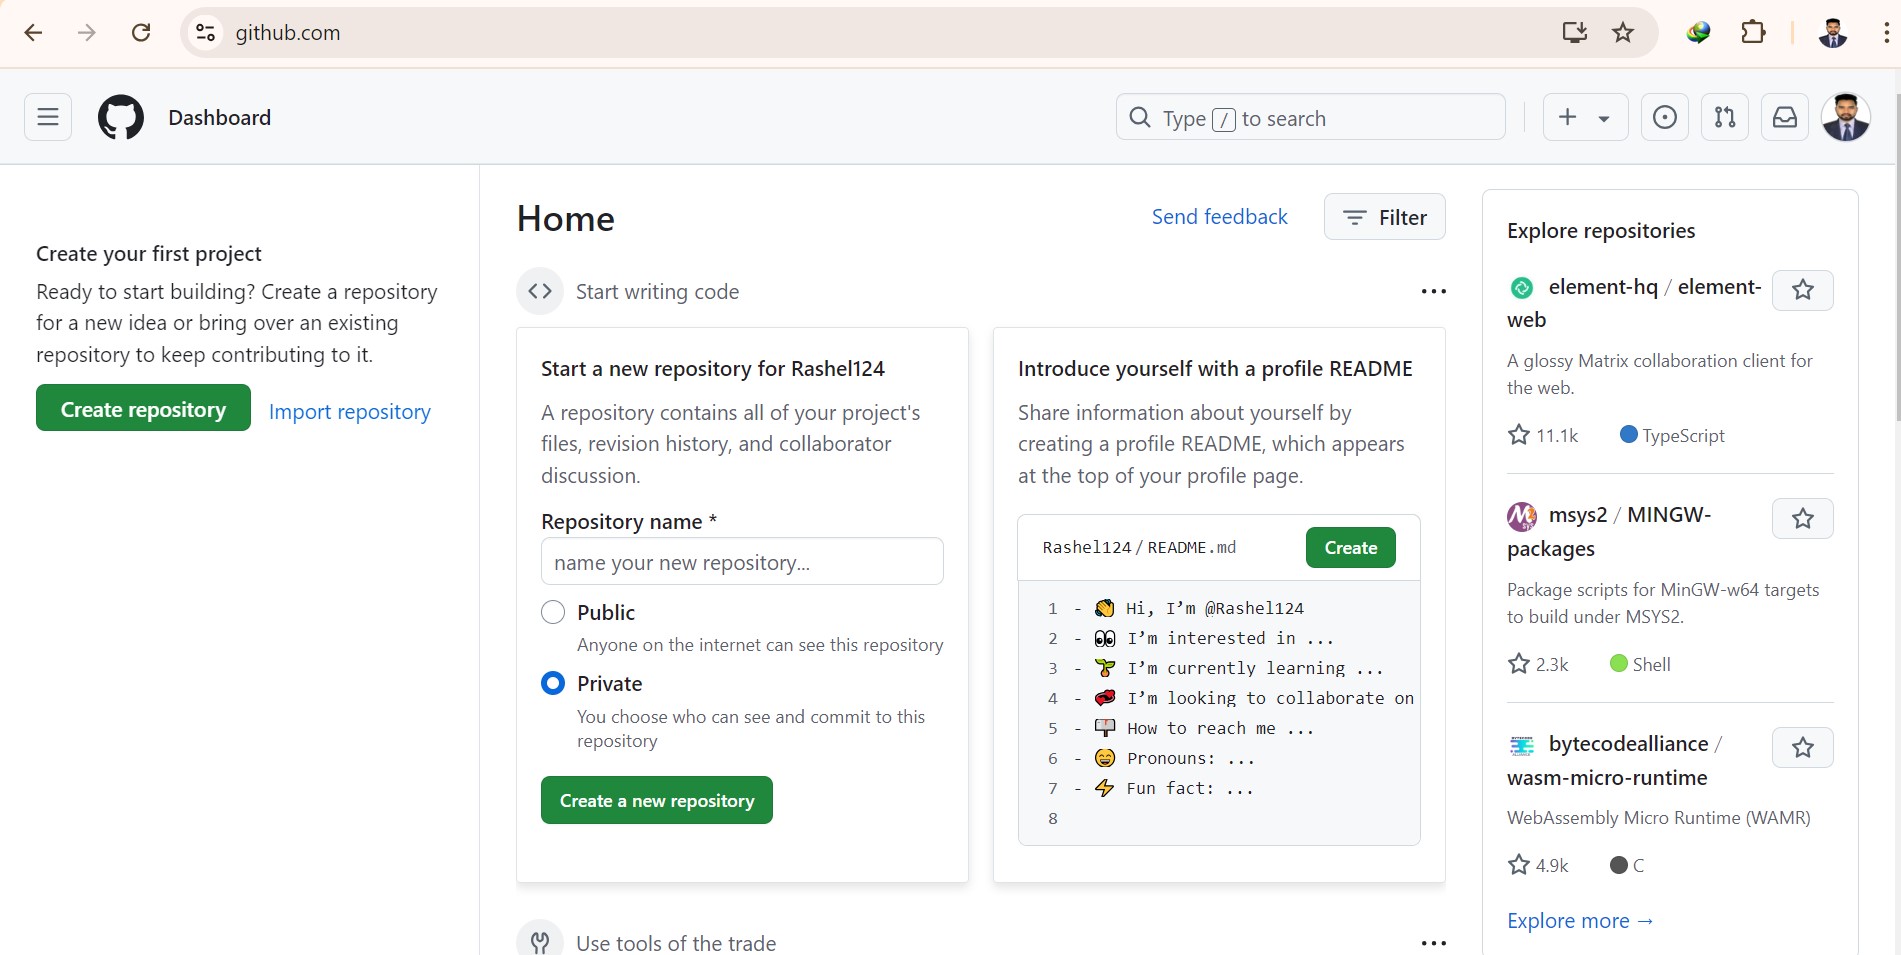 github.com
Dashboard
Type / to search
Create your first project
Ready to start building? Create a repository
for a new idea or bring over an existing
repository to keep contributing to it.
Create repository
Import repository
Home
Send feedback
Filter
Start writing code
Start a new repository for Rashel124
A repository contains all of your project's
files, revision history, and collaborator
discussion.
Repository name *
name your new repository...
Public
Anyone on the internet can see this repository
Private
You choose who can see and commit to this
repository
Create a new repository
Introduce yourself with a profile README
Share information about yourself by
creating a profile README, which appears
at the top of your profile page.
Rashel124 / README.md
Create
1 - 👋 Hi, I’m @Rashel124
2 - 👀 I’m interested in ...
3 - 🌱 I’m currently learning ...
4 - 💞️ I’m looking to collaborate on
5 - 📫 How to reach me ...
6 - 😄 Pronouns: ...
7 - ⚡ Fun fact: ...
8
Use tools of the trade
Explore repositories
element-hq / element-
web
A glossy Matrix collaboration client for
the web.
11.1k
TypeScript
msys2 / MINGW-
packages
Package scripts for MinGW-w64 targets
to build under MSYS2.
2.3k
Shell
bytecodealliance /
wasm-micro-runtime
WebAssembly Micro Runtime (WAMR)
4.9k
C
Explore more →